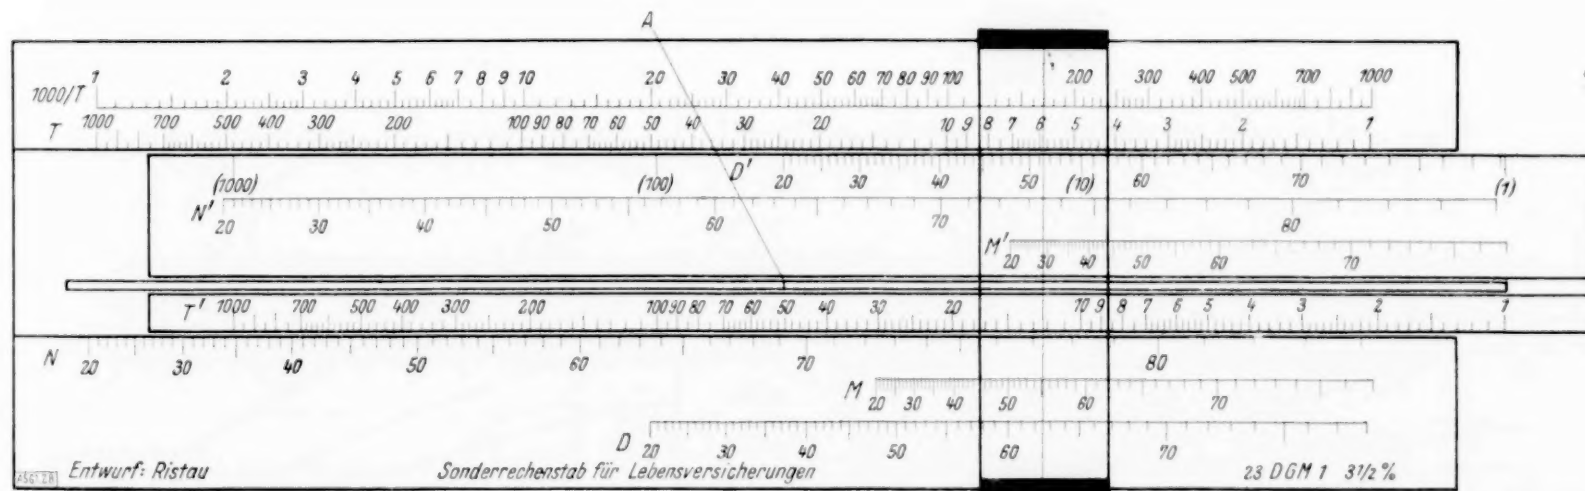 A
1 2 3 4 5 6 7 8 9 10 20 30 40 50 60 70 80 90 100 200 300 400 500 700 1000
1000/T
T 1000 700 500 400 300 200 100 90 80 70 60 50 40 30 20 10 9 8 7 6 5 4 3 2 1
D' 20 30 40 50 60 70
(1000) (100) (10) (1)
N' 20 30 40 50 60 70 80
M' 20 30 40 50 60 70
T' 1000 700 500 400 300 200 100 90 80 70 60 50 40 30 20 10 9 8 7 6 5 4 3 2 1
N 20 30 40 50 60 70 80
M 20 30 40 50 60 70
D 20 30 40 50 60 70
Entwurf: Ristau Sonderrechenstab für Lebensversicherungen 23 DGM 1 3 1/2 %